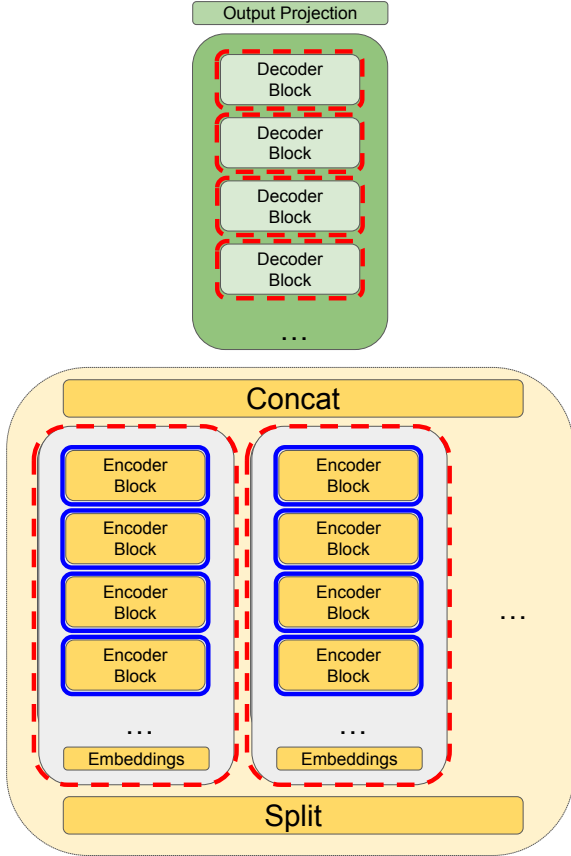 Output Projection
Decoder
Block
Decoder
Block
Decoder
Block
Decoder
Block
...
Concat
Encoder
Block
Encoder
Block
Encoder
Block
Encoder
Block
...
Embeddings
Encoder
Block
Encoder
Block
Encoder
Block
Encoder
Block
...
Embeddings
...
Split